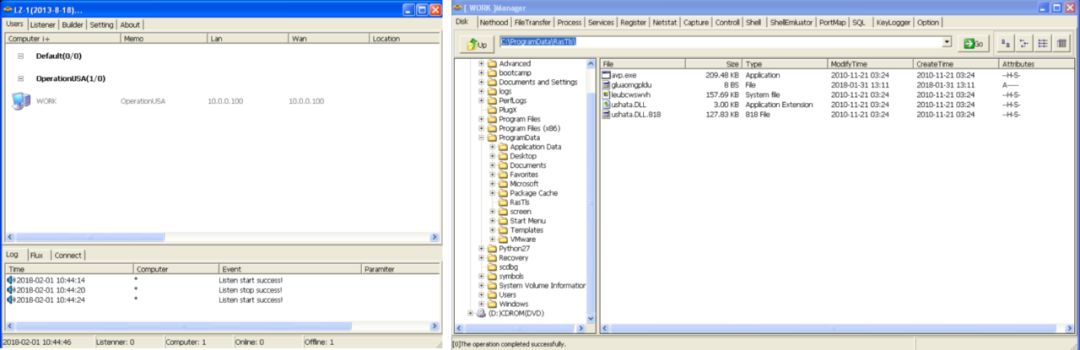 LZ-1(2013-8-18)...
Users Listener Builder Setting About
Computer Memo Lan Wan Location
Default(0/0)
OperationUSA(1/0)
WORK OperationUSA 10.0.0.100 10.0.0.100
Log Flux Connect
Time Computer Event Paramiter
2018-02-01 10:44:14 * Listen start success!
2018-02-01 10:44:20 * Listen stop success!
2018-02-01 10:44:24 * Listen start success!
2018-02-01 10:44:46 Listenner: 0 Computer: 1 Online: 0 Offline: 1
[ WORK ]Manager
Disk Nethood FileTransfer Process Services Register Netstat Capture Controll Shell ShellEmluator PortMap SQL KeyLogger Option
Up C:\ProgramData\RasTls\ Go
Advanced
bootcamp
Documents and Settings
logs
PerfLogs
PlugX
Program Files
Program Files (x86)
ProgramData
Application Data
Desktop
Documents
Favorites
Microsoft
Package Cache
RasTls
screen
Start Menu
Templates
VMware
Python27
Recovery
scdbg
symbols
System Volume Information
Users
Windows
(D:)CDROM(DVD)
File Size Type ModifyTime CreateTime Attributes
avp.exe 209.48 KB Application 2010-11-21 03:24 2010-11-21 03:24 --H-S-
gluaomgpldu 8 BS File 2018-01-31 13:11 2018-01-31 13:11 A-----
leubcwswvh 157.69 KB System file 2010-11-21 03:24 2010-11-21 03:24 --H-S-
ushata.DLL 3.00 KB Application Extension 2010-11-21 03:24 2010-11-21 03:24 --H-S-
ushata.DLL.818 127.83 KB 818 File 2010-11-21 03:24 2010-11-21 03:24 --H-S-
[0]The operation completed successfully.